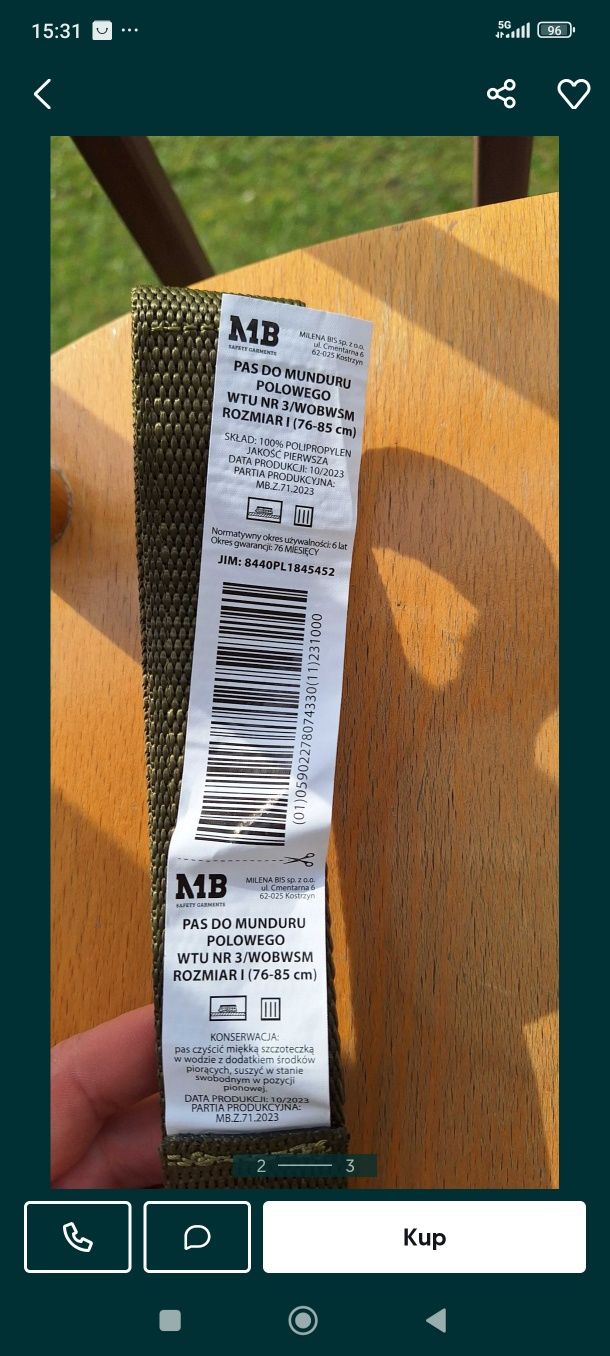 15:31
5G
96
MB
SAFETY GARMENTS
MILENA BIS sp. z o.o.
ul. Cmentarna 6
62-025 Kostrzyn
PAS DO MUNDURU
POLOWEGO
WTU NR 3/WOBWSM
ROZMIAR I (76-85 cm)
SKŁAD: 100% POLIPROPYLEN
JAKOŚĆ PIERWSZA
DATA PRODUKCJI: 10/2023
PARTIA PRODUKCYJNA:
MB.Z.71.2023
Normatywny okres używalności: 6 lat
Okres gwarancji: 76 MIESIĘCY
JIM: 8440PL1845452
(01)05902278074330(11)231000
MB
SAFETY GARMENTS
MILENA BIS sp. z o.o.
ul. Cmentarna 6
62-025 Kostrzyn
PAS DO MUNDURU
POLOWEGO
WTU NR 3/WOBWSM
ROZMIAR I (76-85 cm)
KONSERWACJA:
pas czyścić miękką szczoteczką
w wodzie z dodatkiem środków
piorących, suszyć w stanie
swobodnym w pozycji
pionowej.
DATA PRODUKCJI: 10/2023
PARTIA PRODUKCYJNA:
MB.Z.71.2023
2 3
Kup